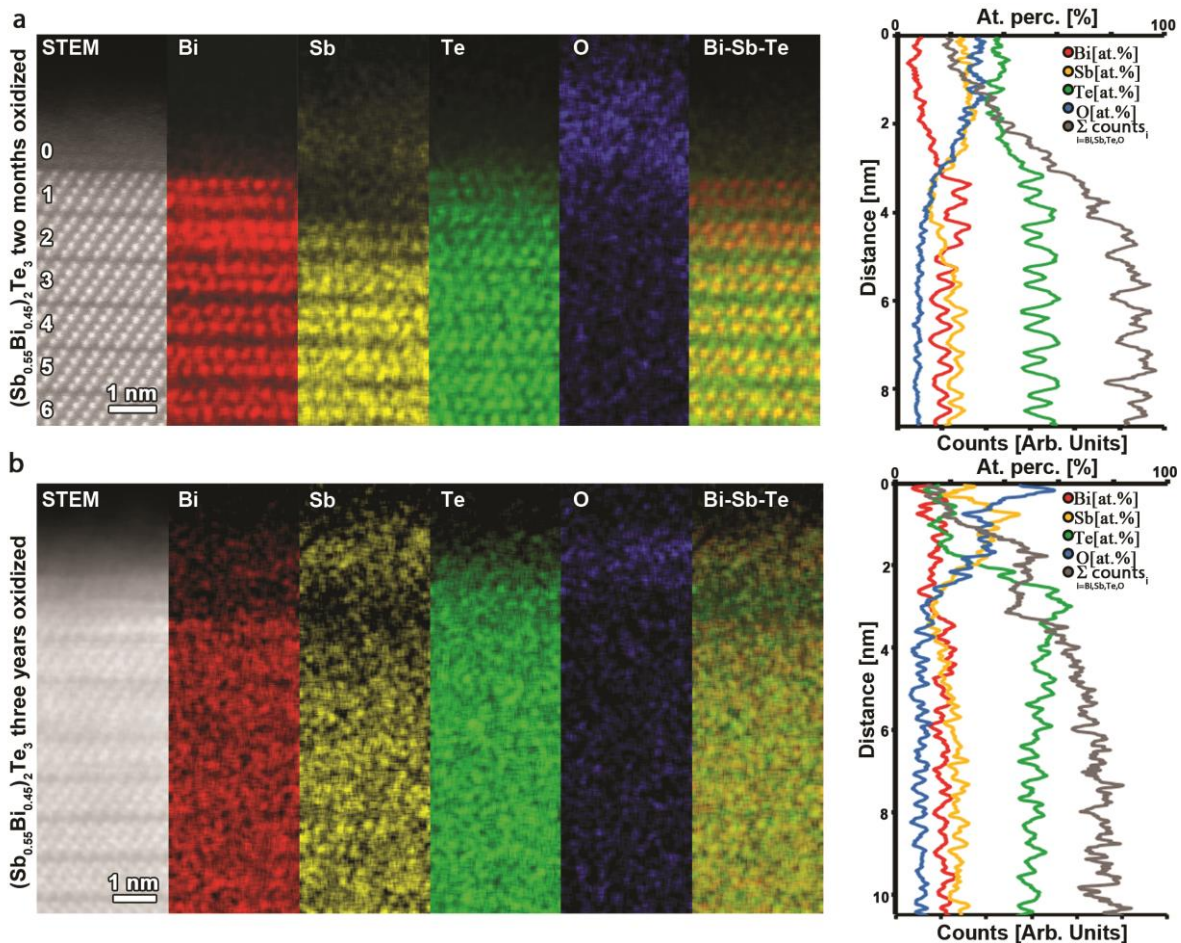 a
(Sb0.55Bi0.45)2Te3 two months oxidized
STEM Bi Sb Te O Bi-Sb-Te
0
1
2
3
4
5
6
1 nm
0 At. perc. [%] 100
Bi[at.%]
Sb[at.%]
Te[at.%]
O[at.%]
Σ countsi
i=Bi,Sb,Te,O
Distance [nm]
0
2
4
6
8
Counts [Arb. Units]
b
(Sb0.55Bi0.45)2Te3 three years oxidized
STEM Bi Sb Te O Bi-Sb-Te
1 nm
0 At. perc. [%] 100
Bi[at.%]
Sb[at.%]
Te[at.%]
O[at.%]
Σ countsi
i=Bi,Sb,Te,O
Distance [nm]
0
2
4
6
8
10
Counts [Arb. Units]